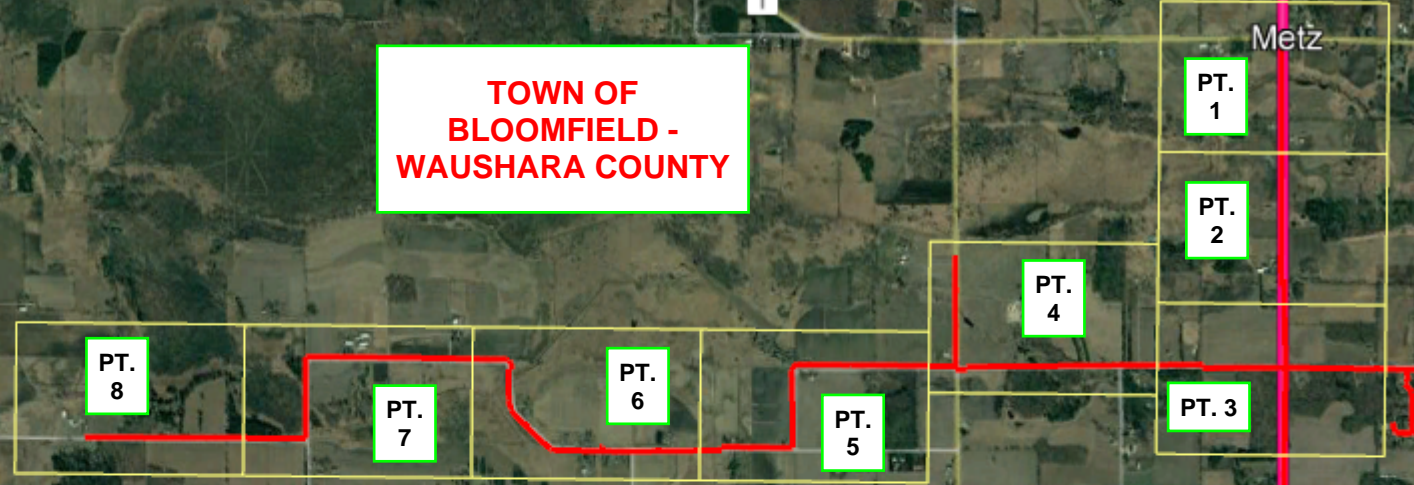 Metz
TOWN OF
BLOOMFIELD -
WAUSHARA COUNTY
PT.
1
PT.
2
PT.
4
PT.
8
PT.
7
PT.
6
PT.
5
PT. 3